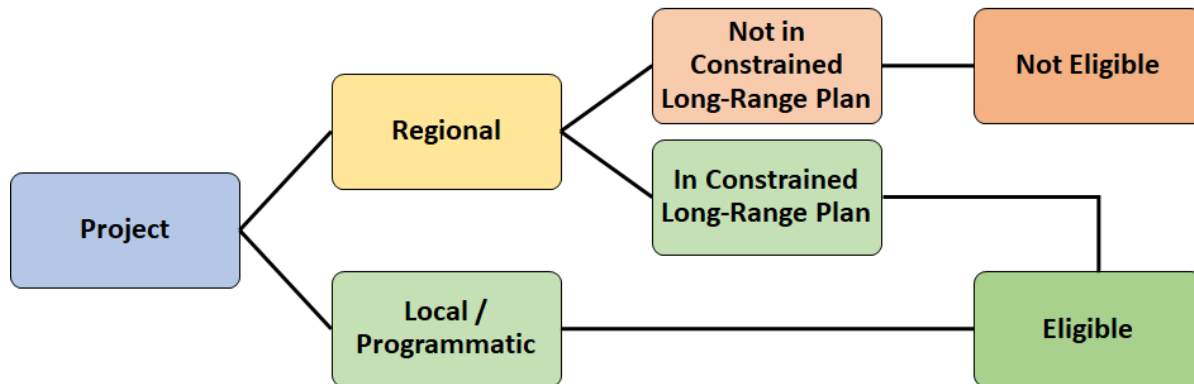 Not in
Constrained
Long-Range Plan
Not Eligible
Regional
In Constrained
Long-Range Plan
Project
Local /
Programmatic
Eligible